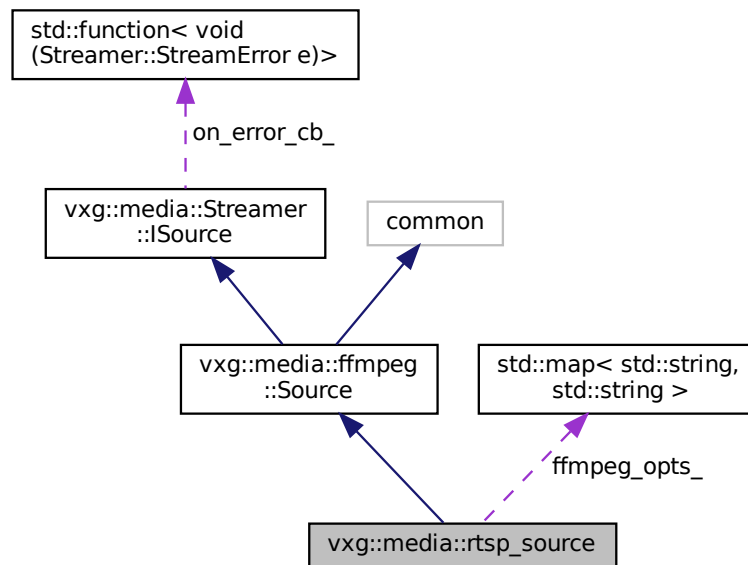 std::function< void
(Streamer::StreamError e)>
on_error_cb_
vxg::media::Streamer
::ISource
common
vxg::media::ffmpeg
::Source
std::map< std::string,
std::string >
ffmpeg_opts_
vxg::media::rtsp_source